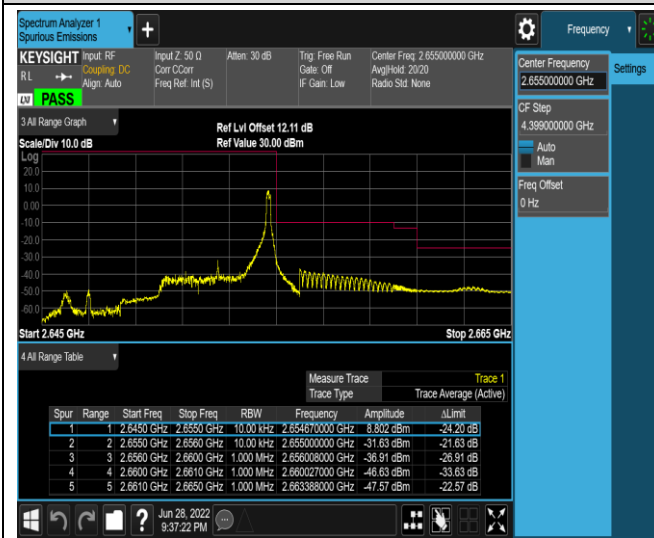 Spectrum Analyzer 1
Spurious Emissions
Frequency
KEYSIGHT Input: RF Input Z: 50 Ω Atten: 30 dB Trig: Free Run Center Freq: 2.655000000 GHz
RL Coupling: DC Corr CCorr Gate: Off Avg|Hold: 20/20
Align: Auto Freq Ref: Int (S) IF Gain: Low Radio Std: None
LXI PASS
3 All Range Graph
Ref Lvl Offset 12.11 dB
Scale/Div 10.0 dB Ref Value 30.00 dBm
Log
20.0
10.0
0.00
-10.0
-20.0
-30.0
-40.0
-50.0
-60.0
Start 2.645 GHz Stop 2.665 GHz
4 All Range Table
Measure Trace Trace 1
Trace Type Trace Average (Active)
Spur Range Start Freq Stop Freq RBW Frequency Amplitude ΔLimit
1 1 2.6450 GHz 2.6550 GHz 10.00 kHz 2.654670000 GHz 8.802 dBm -24.20 dB
2 2 2.6550 GHz 2.6560 GHz 10.00 kHz 2.655000000 GHz -31.63 dBm -21.63 dB
3 3 2.6560 GHz 2.6600 GHz 1.000 MHz 2.656008000 GHz -36.91 dBm -26.91 dB
4 4 2.6600 GHz 2.6610 GHz 1.000 MHz 2.660027000 GHz -46.63 dBm -33.63 dB
5 5 2.6610 GHz 2.6650 GHz 1.000 MHz 2.663388000 GHz -47.57 dBm -22.57 dB
Jun 28, 2022
9:37:22 PM
Center Frequency
2.655000000 GHz
Settings
CF Step
4.399000000 GHz
Auto
Man
Freq Offset
0 Hz